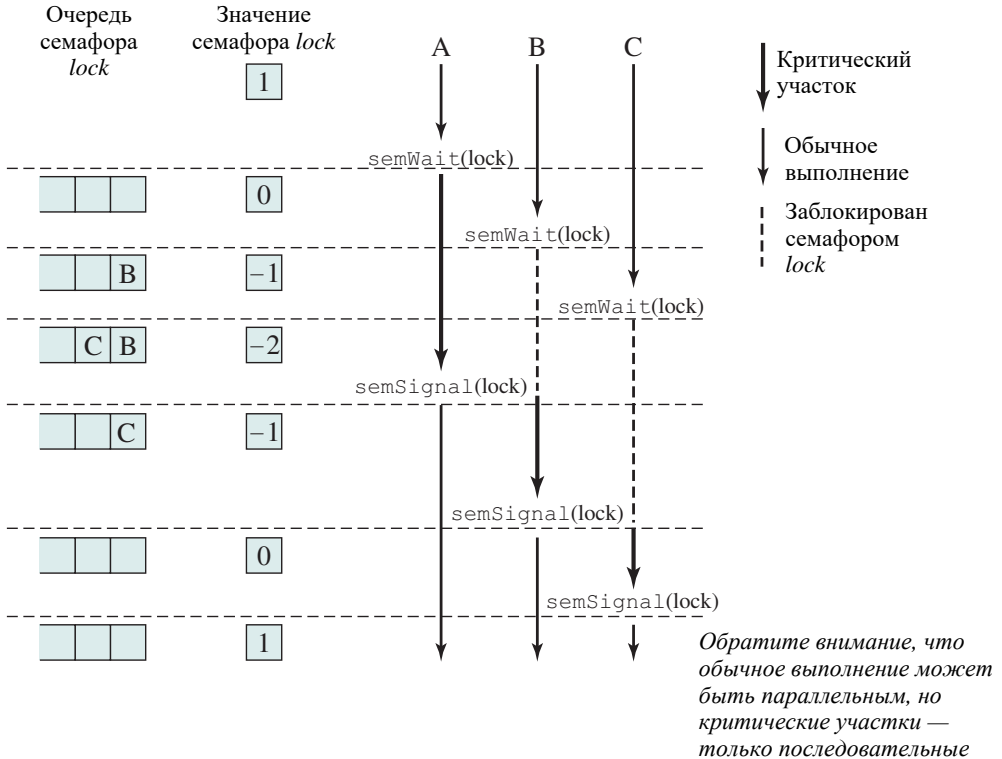 Очередь
семафора
lock
Значение
семафора lock
A
B
C
Критический
участок
Обычное
выполнение
Заблокирован
семафором
lock
1
semWait(lock)
0
semWait(lock)
B
–1
semWait(lock)
C B
–2
semSignal(lock)
C
–1
semSignal(lock)
0
semSignal(lock)
1
Обратите внимание, что
обычное выполнение может
быть параллельным, но
критические участки —
только последовательные